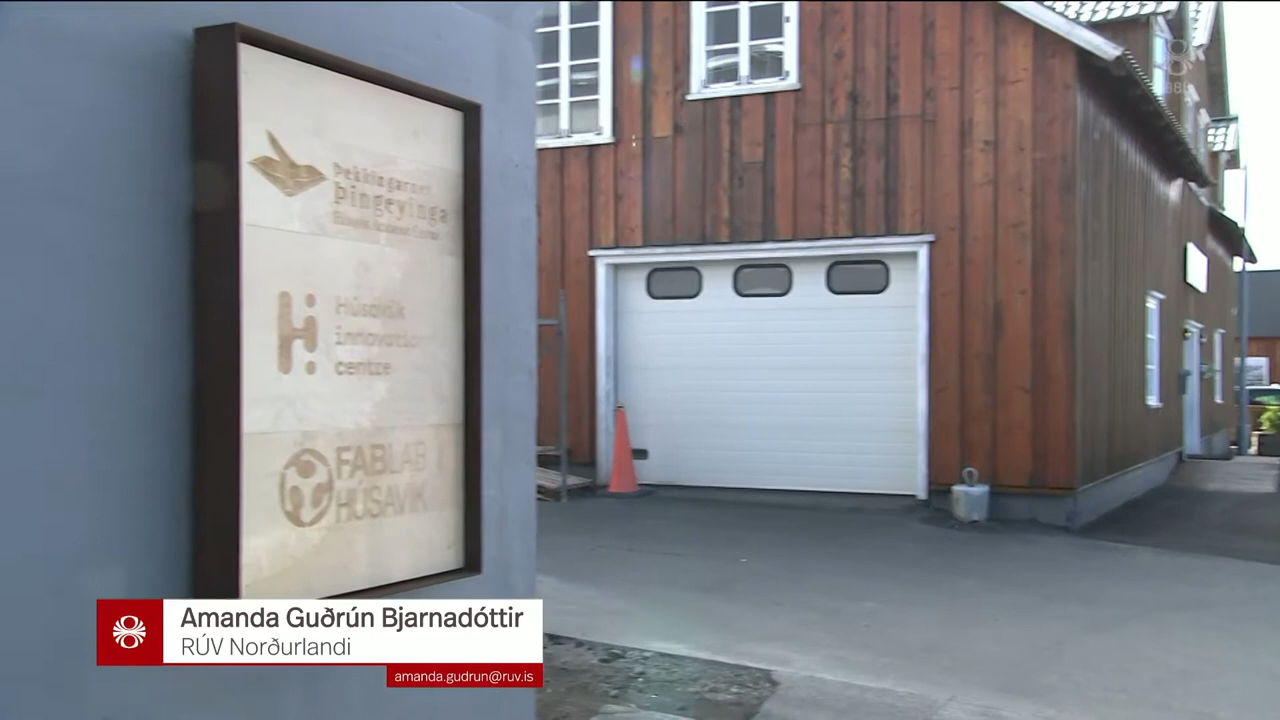 Þekkingarnet
Þingeyinga
Húsavík
innovation
centre
FABLAB
HÚSAVÍK
Amanda Guðrún Bjarnadóttir
RÚV Norðurlandi
amanda.gudrun@ruv.is